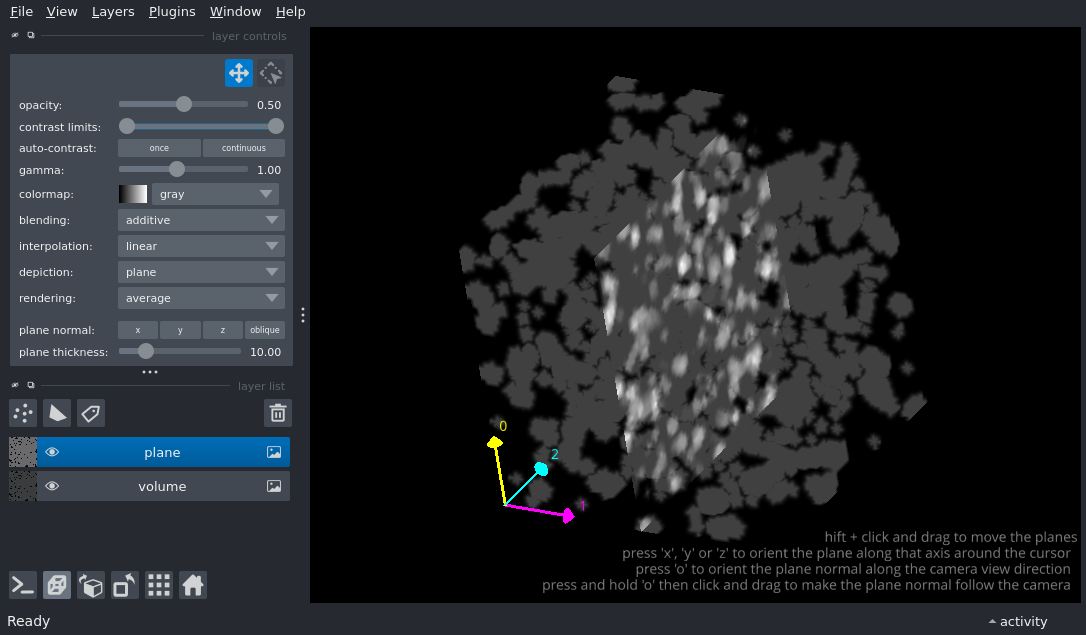 File View Layers Plugins Window Help
layer controls
opacity: 0.50
contrast limits:
auto-contrast: once continuous
gamma: 1.00
colormap: gray
blending: additive
interpolation: linear
depiction: plane
rendering: average
plane normal: x y z oblique
plane thickness: 10.00
layer list
plane
volume
0
2
1
hift + click and drag to move the planes
press 'x', 'y' or 'z' to orient the plane along that axis around the cursor
press 'o' to orient the plane normal along the camera view direction
press and hold 'o' then click and drag to make the plane normal follow the camera
Ready activity